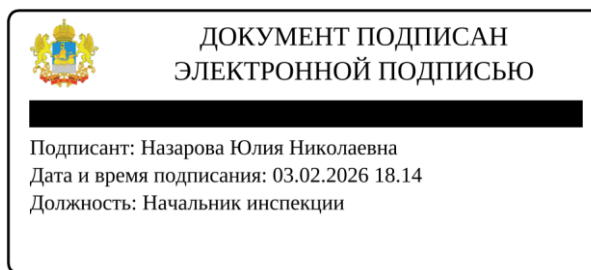 ДОКУМЕНТ ПОДПИСАН
ЭЛЕКТРОННОЙ ПОДПИСЬЮ
Подписант: Назарова Юлия Николаевна
Дата и время подписания: 03.02.2026 18.14
Должность: Начальник инспекции